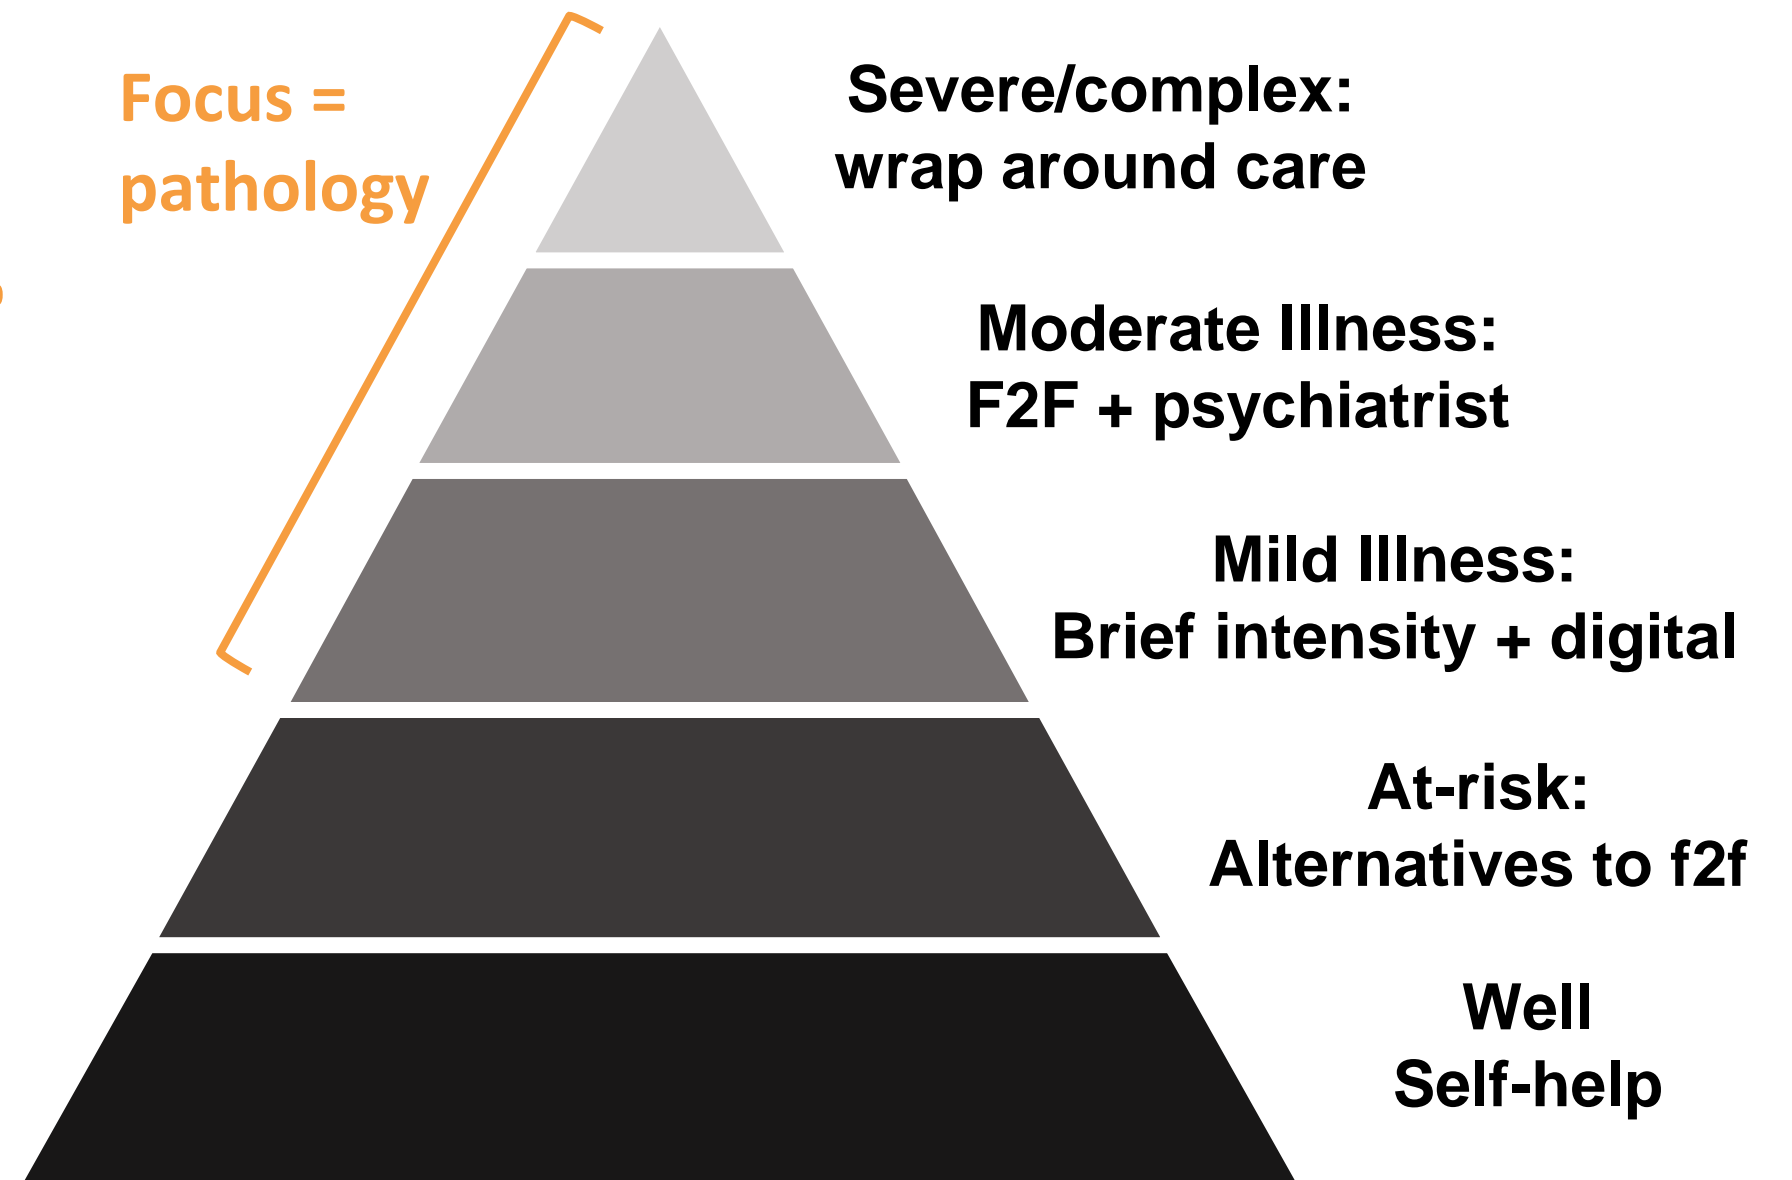 Focus =
pathology
Severe/complex:
wrap around care
Moderate Illness:
F2F + psychiatrist
Mild Illness:
Brief intensity + digital
At-risk:
Alternatives to f2f
Well
Self-help